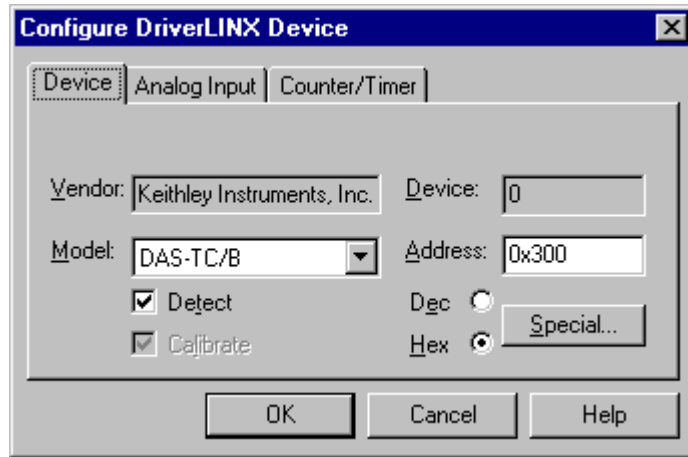 Configure DriverLINX Device
Device Analog Input Counter/Timer
Vendor: Keithley Instruments, Inc. Device: 0
Model: DAS-TC/B Address: 0x300
Detect Dec
Calibrate Hex Special...
OK Cancel Help